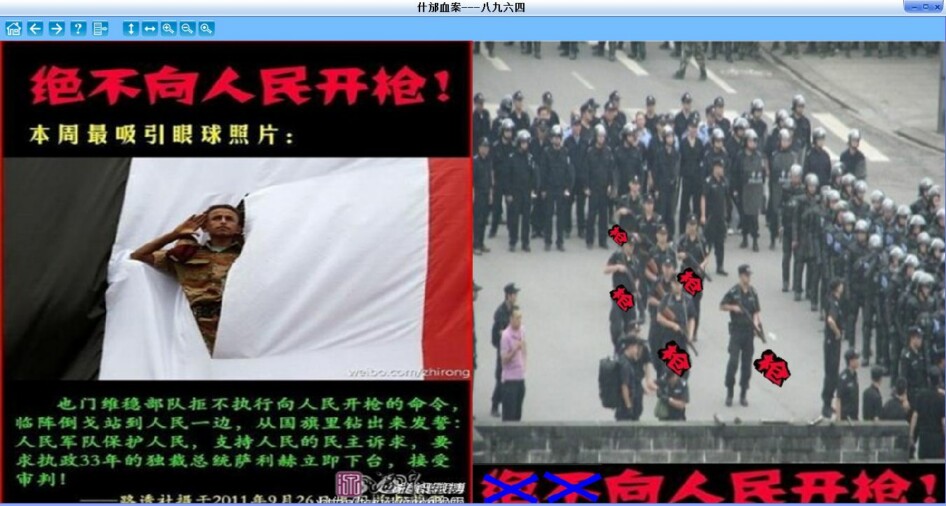 什邡血案---八九六四
绝不向人民开枪!
本周最吸引眼球照片:
weibo.com/zhirong
也门维稳部队拒不执行向人民开枪的命令,
临阵倒戈站到人民一边,从国旗里钻出来发誓:
人民军队保护人民,支持人民的民主诉求,要
求执政33年的独裁总统萨利赫立即下台,接受
审判!
——路透社摄于2011年9月26
枪
枪
枪
枪
枪
绝不向人民开枪!